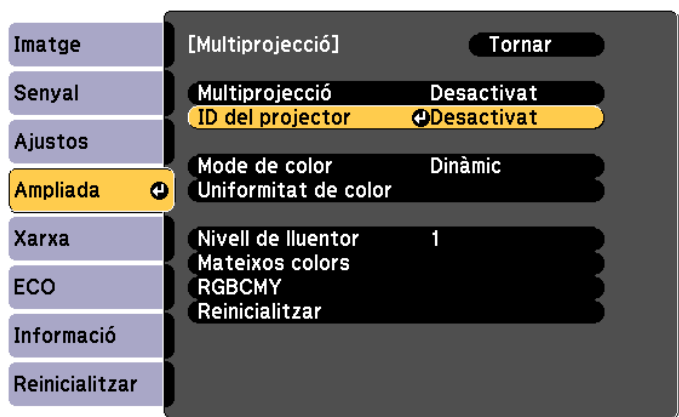 Imatge
Senyal
Ajustos
Ampliada
Xarxa
ECO
Informació
Reinicialitzar
[Multiprojecció] Tornar
Multiprojecció Desactivat
ID del projector Desactivat
Mode de color Dinàmic
Uniformitat de color
Nivell de lluentor 1
Mateixos colors
RGBCMY
Reinicialitzar